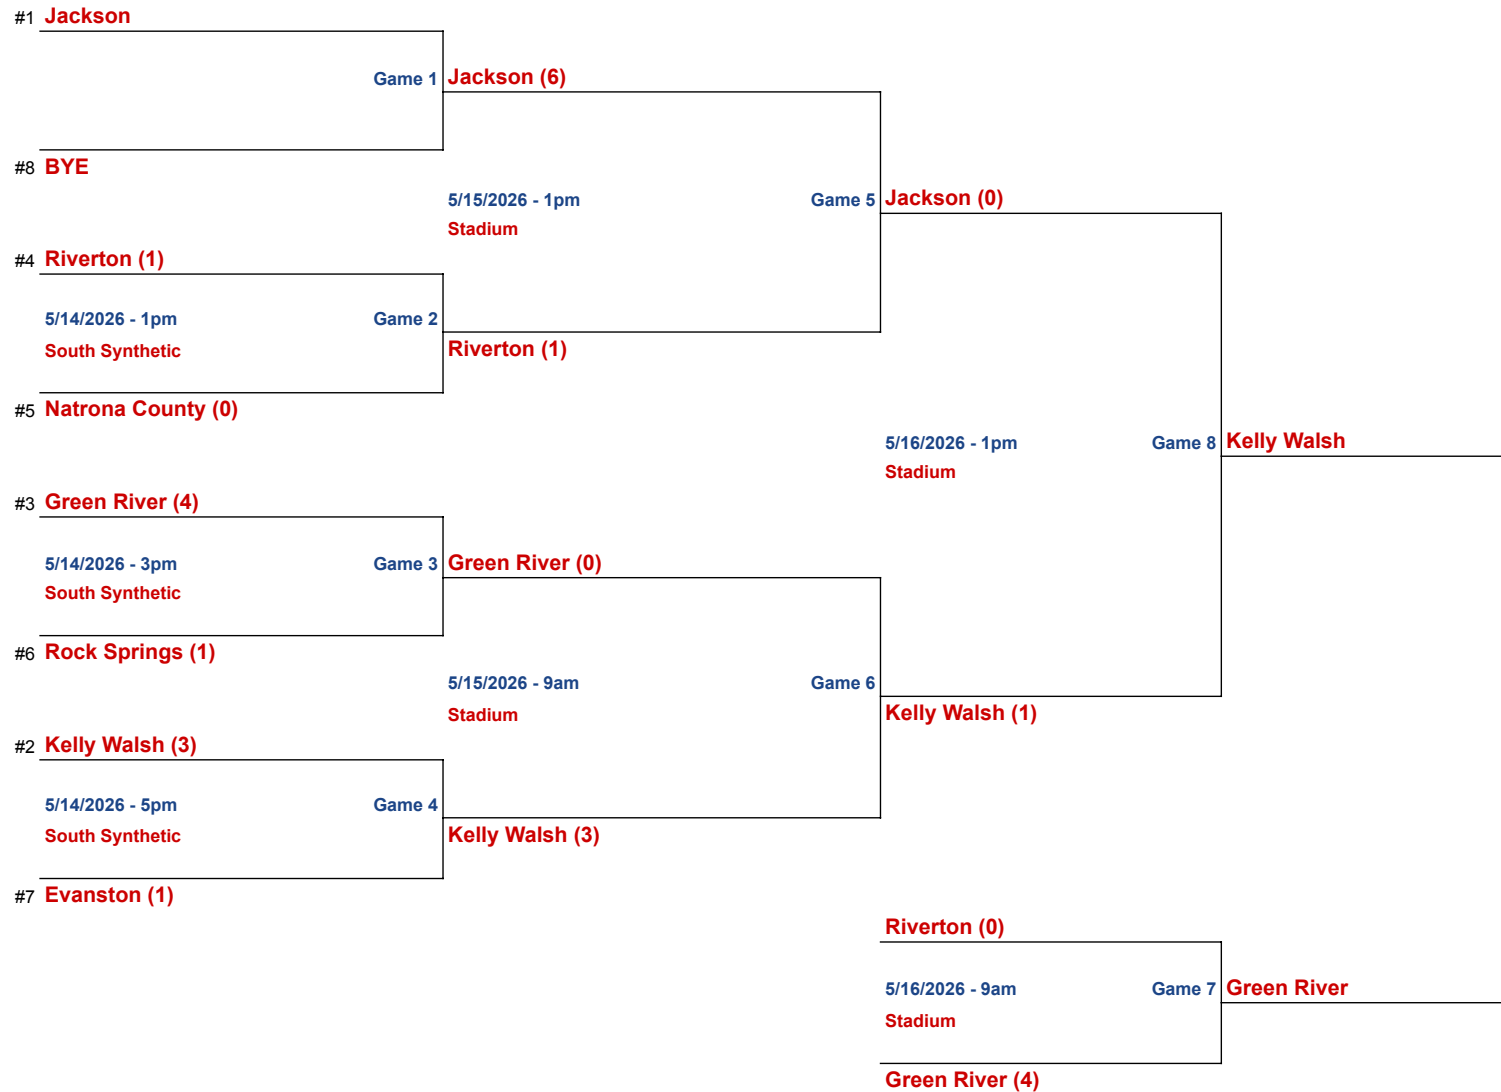 #1 Jackson
Game 1 Jackson (6)
#8 BYE
5/15/2026 - 1pm Game 5 Jackson (0)
Stadium
#4 Riverton (1)
5/14/2026 - 1pm Game 2
South Synthetic Riverton (1)
#5 Natrona County (0)
5/16/2026 - 1pm Game 8 Kelly Walsh
Stadium
#3 Green River (4)
5/14/2026 - 3pm Game 3 Green River (0)
South Synthetic
#6 Rock Springs (1)
5/15/2026 - 9am Game 6
Stadium Kelly Walsh (1)
#2 Kelly Walsh (3)
5/14/2026 - 5pm Game 4
South Synthetic Kelly Walsh (3)
#7 Evanston (1)
Riverton (0)
5/16/2026 - 9am Game 7 Green River
Stadium
Green River (4)